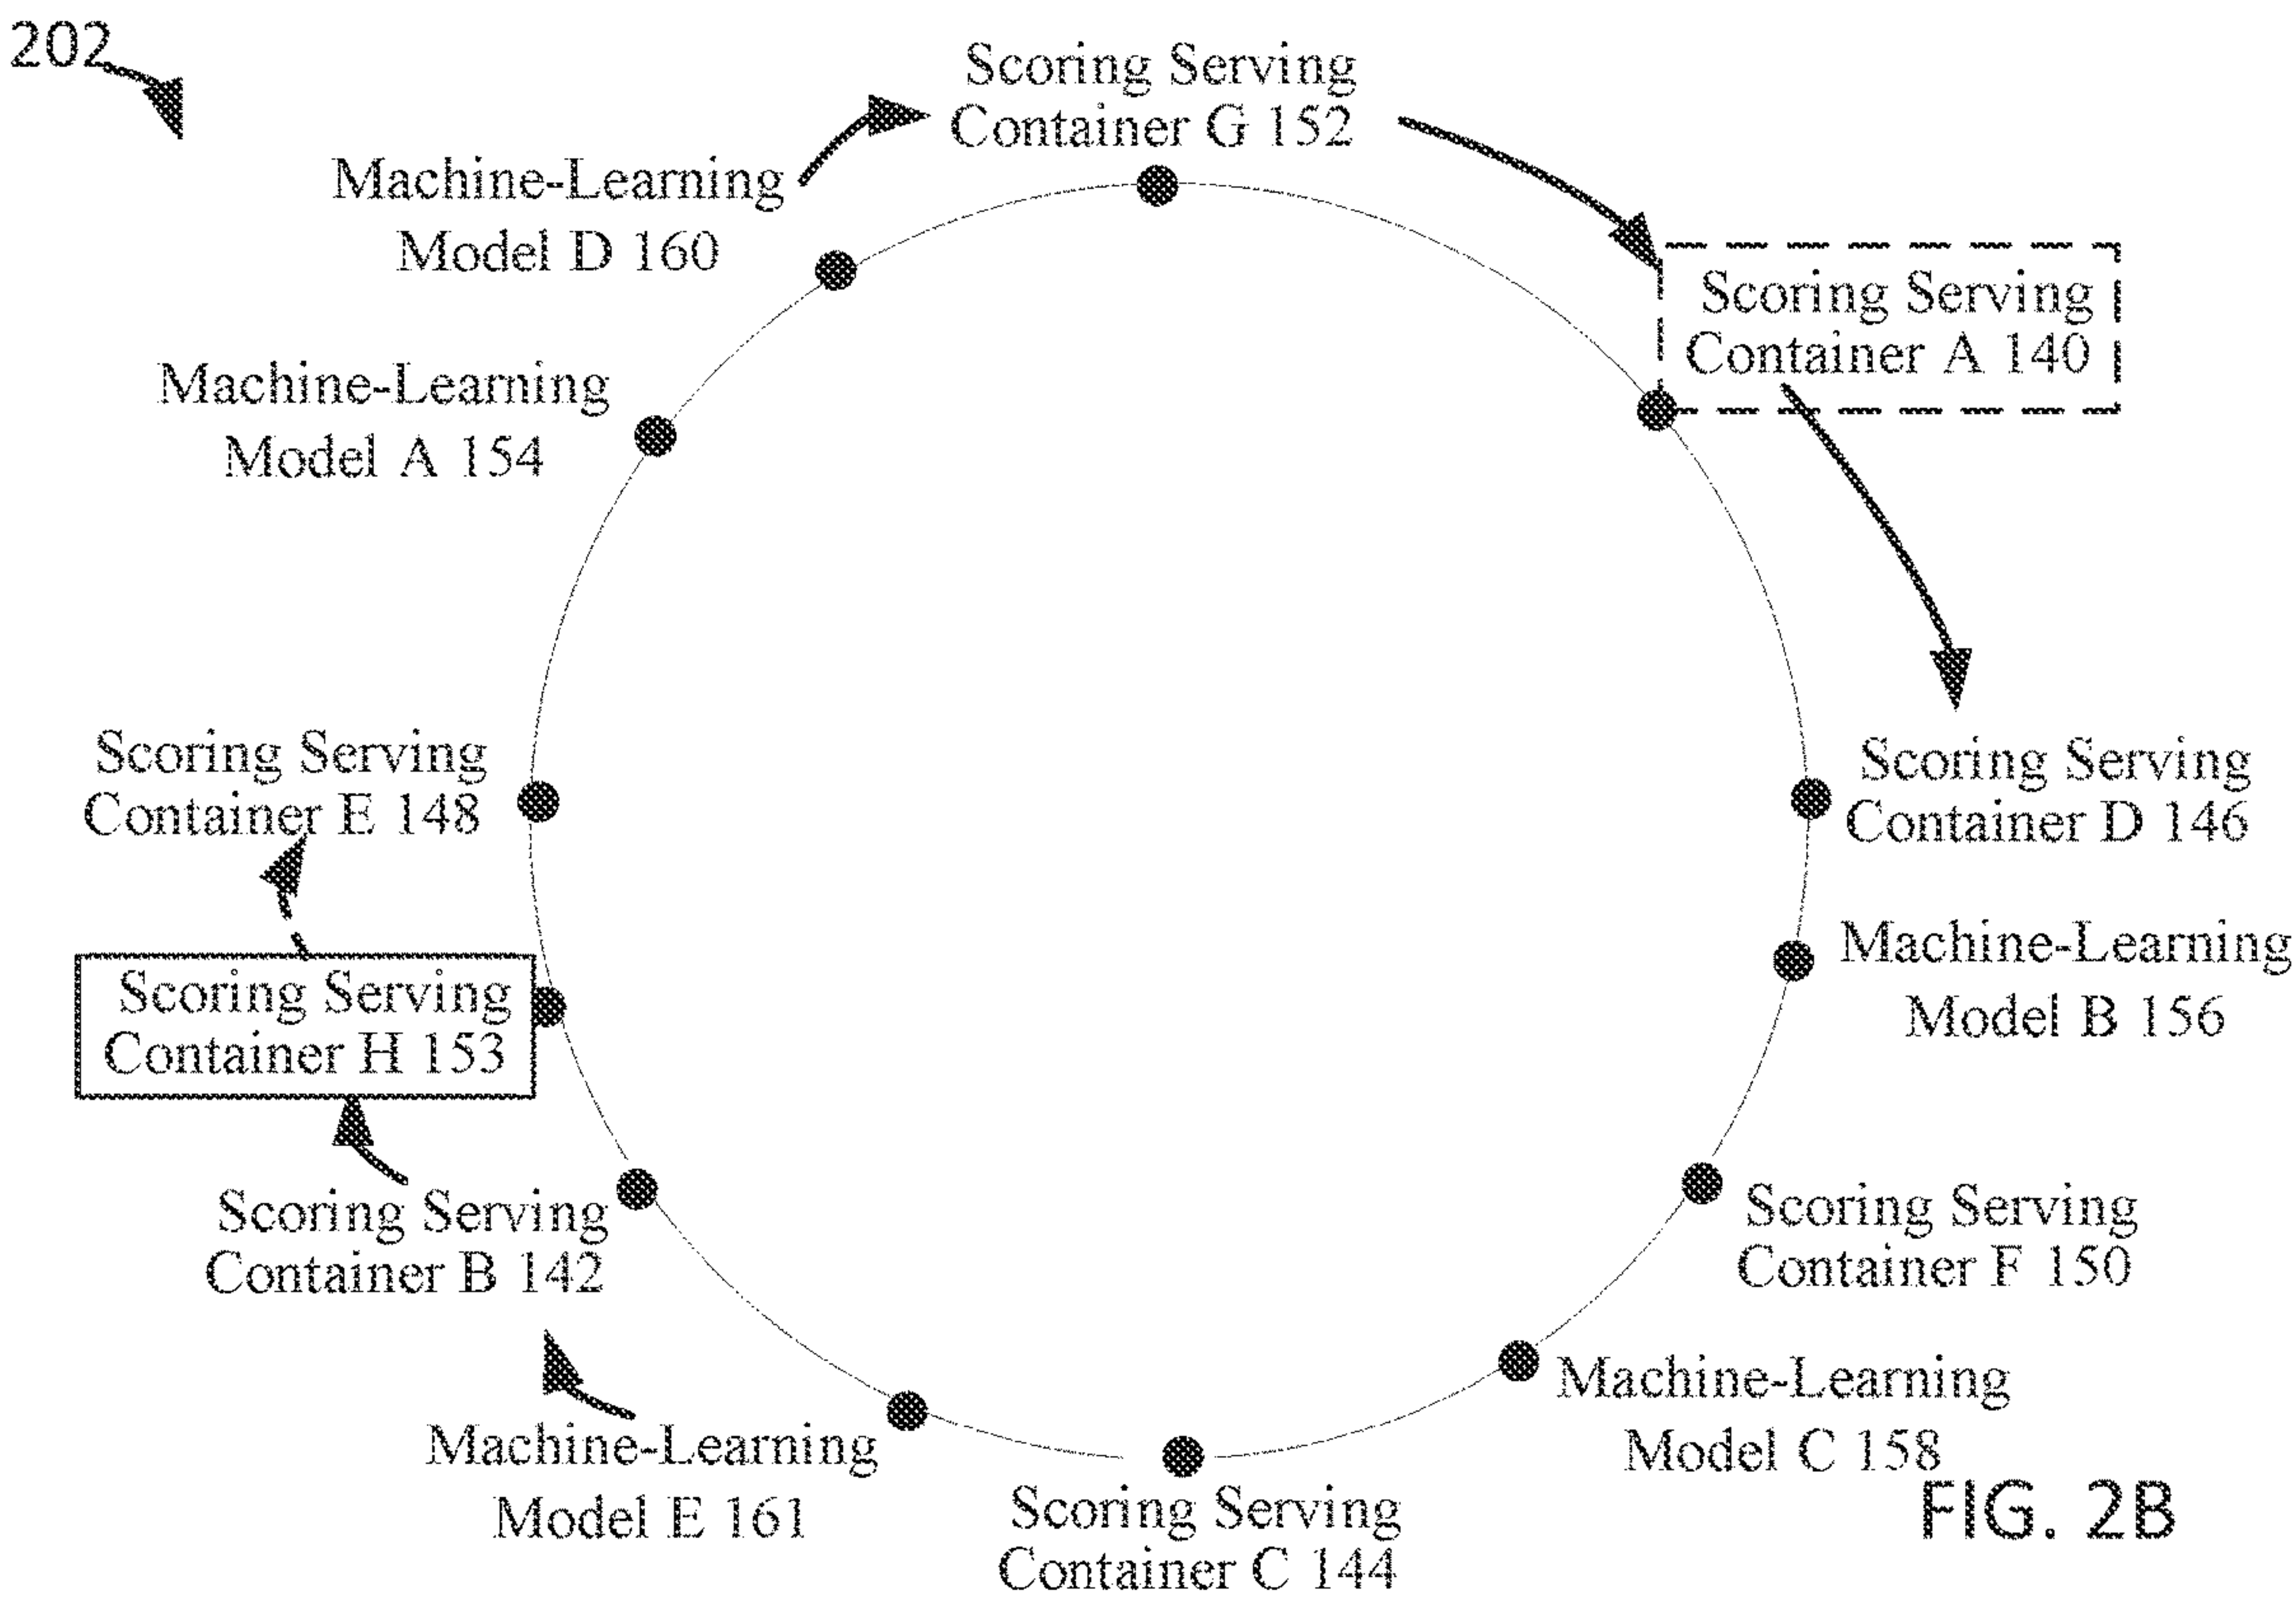 202
Scoring Serving
Container G 152
Machine-Learning
Model D 160
Scoring Serving
Container A 140
Machine-Learning
Model A 154
Scoring Serving
Container E 148
Scoring Serving
Container D 146
Machine-Learning
Model B 156
Scoring Serving
Container H 153
Scoring Serving
Container B 142
Scoring Serving
Container F 150
Machine-Learning
Model C 158
Machine-Learning
Model E 161
Scoring Serving
Container C 144
FIG. 2B